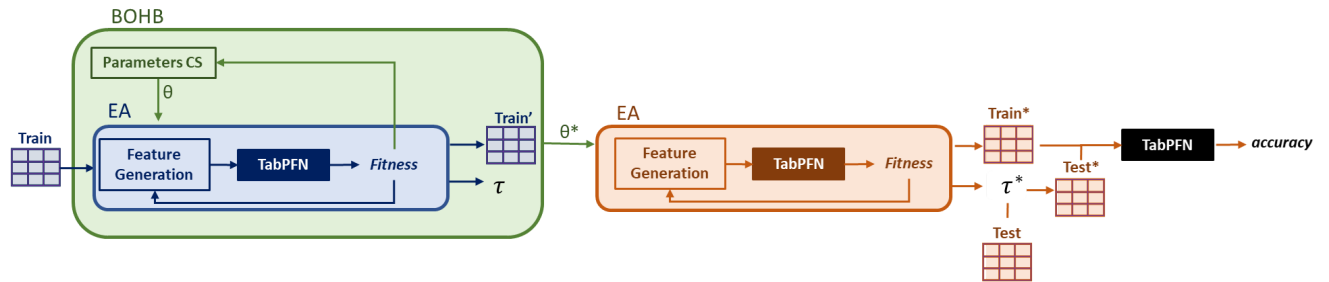 BOHB
Parameters CS
θ
EA
Train
Feature
Generation
TabPFN
Fitness
Train'
τ
θ*
EA
Feature
Generation
TabPFN
Fitness
Train*
τ*
Test
Test*
TabPFN
accuracy